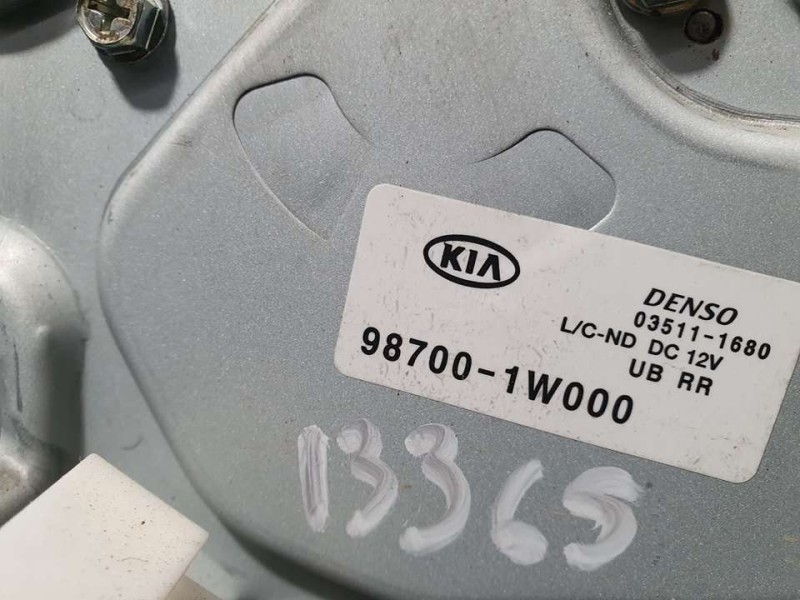 KIA
DENSO
03511-1680
L/C-ND DC 12V
UB RR
98700-1W000
13365